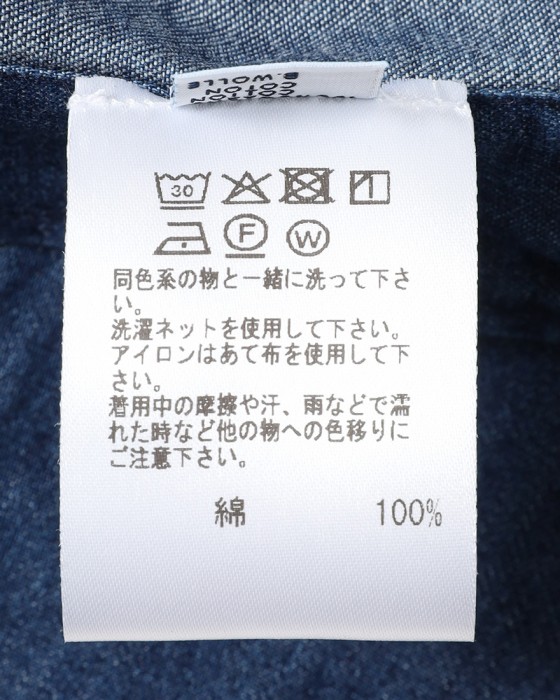 B.WOLLE
COTON
COTTON
30
F W
同色系の物と一緒に洗って下さ
い。
洗濯ネットを使用して下さい。
アイロンはあて布を使用して下
さい。
着用中の摩擦や汗、雨などで濡
れた時など他の物への色移りに
ご注意下さい。
綿 100%